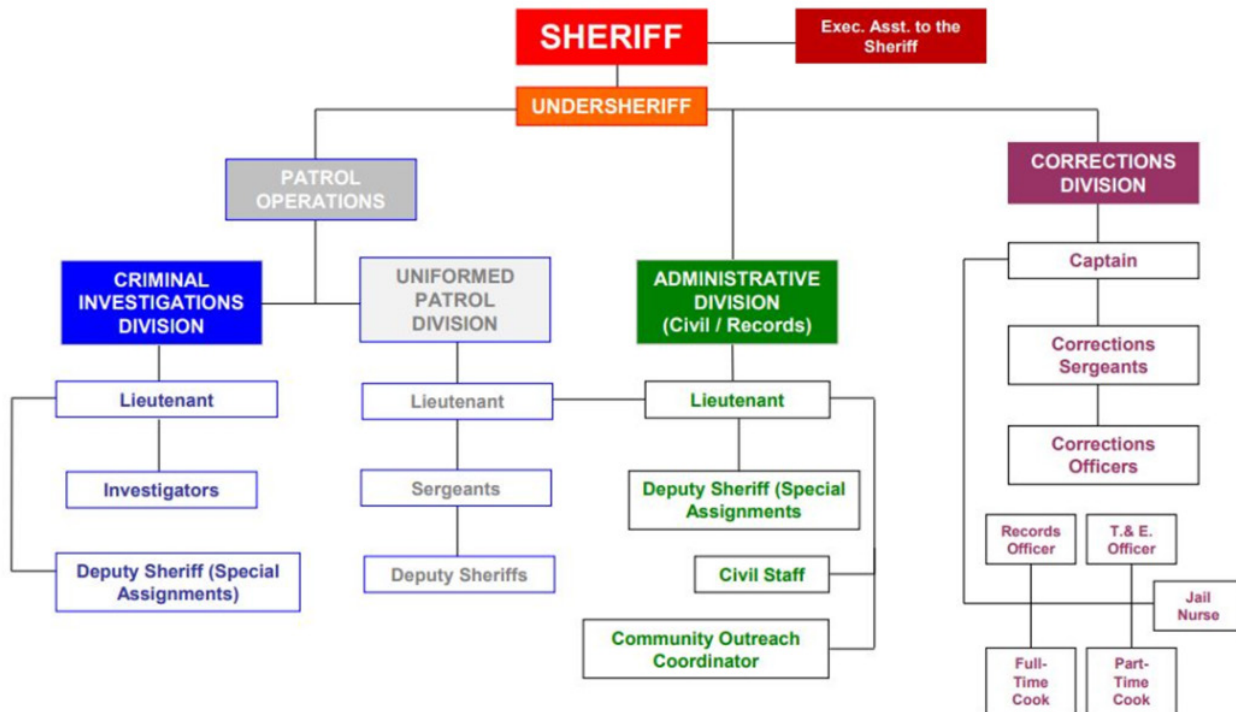 SHERIFF
Exec. Asst. to the
Sheriff
UNDERSHERIFF
PATROL
OPERATIONS
CORRECTIONS
DIVISION
CRIMINAL
INVESTIGATIONS
DIVISION
UNIFORMED
PATROL
DIVISION
ADMINISTRATIVE
DIVISION
(Civil / Records)
Captain
Corrections
Sergeants
Corrections
Officers
Lieutenant
Lieutenant
Lieutenant
Investigators
Sergeants
Deputy Sheriff (Special
Assignments
Deputy Sheriff (Special
Assignments)
Deputy Sheriffs
Civil Staff
Community Outreach
Coordinator
Records
Officer
T.& E.
Officer
Jail
Nurse
Full-
Time
Cook
Part-
Time
Cook